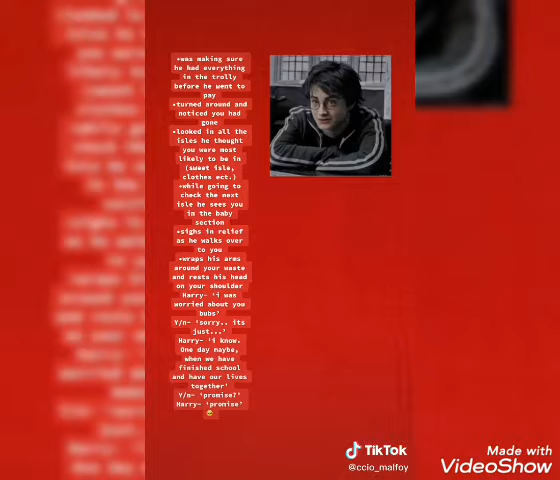 •was making sure
he had everything
in the trolly
before he went to
pay
•turned around and
noticed you had
gone
•looked in all the
isles he thought
you were most
likely to be in
(sweet isle,
clothes ect.)
•while going to
check the next
isle he sees you
in the baby
section
•sighs in relief
as he walks over
to you
•wraps his arms
around your waste
and rests his head
on your shoulder
Harry- 'i was
worried about you
bubs'
Y/n- 'sorry.. its
just...'
Harry- 'i know.
One day maybe,
when we have
finished school
and have our lives
together'
Y/n- 'promise?'
Harry- 'promise'
🥺
TikTok
@ccio_malfoy
Made with
VideoShow